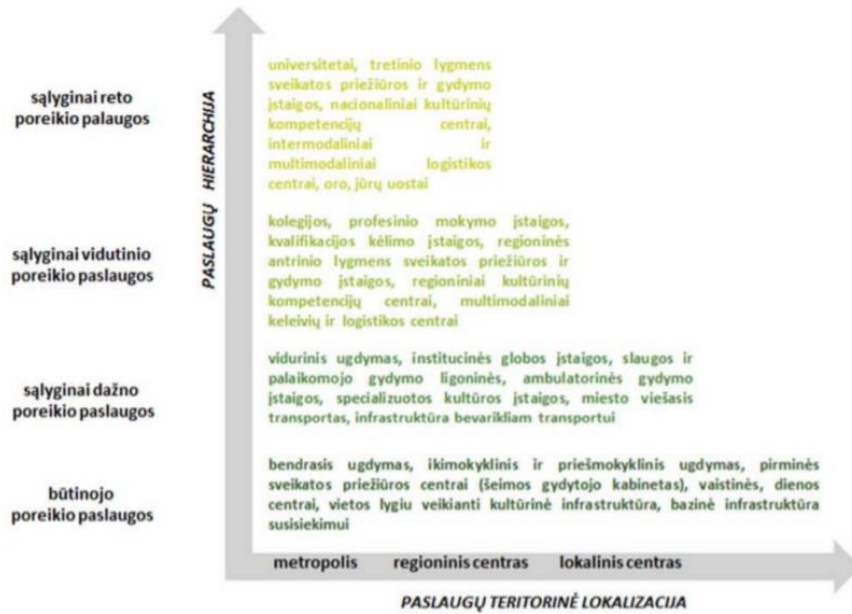 sąlyginai reto
poreikio palaugos
universitetai, tretinio lygmens
sveikatos priežiūros ir gydymo
įstaigos, nacionaliniai kultūrinių
kompetencijų centrai,
intermodaliniai ir
multimodaliniai logistikos
centrai, oro, jūrų uostai
sąlyginai vidutinio
poreikio paslaugos
kolegijos, profesinio mokymo įstaigos,
kvalifikacijos kėlimo įstaigos, regioninės
antrinio lygmens sveikatos priežiūros ir
gydymo įstaigos, regioniniai kultūrinių
kompetencijų centrai, multimodaliniai
keleivių ir logistikos centrai
sąlyginai dažno
poreikio paslaugos
vidurinis ugdymas, institucinės globos įstaigos, slaugos ir
palaikomojo gydymo ligoninės, ambulatorinės gydymo
įstaigos, specializuotos kultūros įstaigos, miesto viešasis
transportas, infrastruktūra bevarikliam transportui
būtinojo
poreikio paslaugos
bendrasis ugdymas, ikimokyklinis ir priešmokyklinis ugdymas, pirminės
sveikatos priežiūros centrai (šeimos gydytojo kabinetas), vaistinės, dienos
centrai, vietos lygiu veikianti kultūrinė infrastruktūra, bazinė infrastruktūra
susisiekimui
PASLAUGŲ HIERARCHIJA
metropolis regioninis centras lokalinis centras
PASLAUGŲ TERITORINĖ LOKALIZACIJA